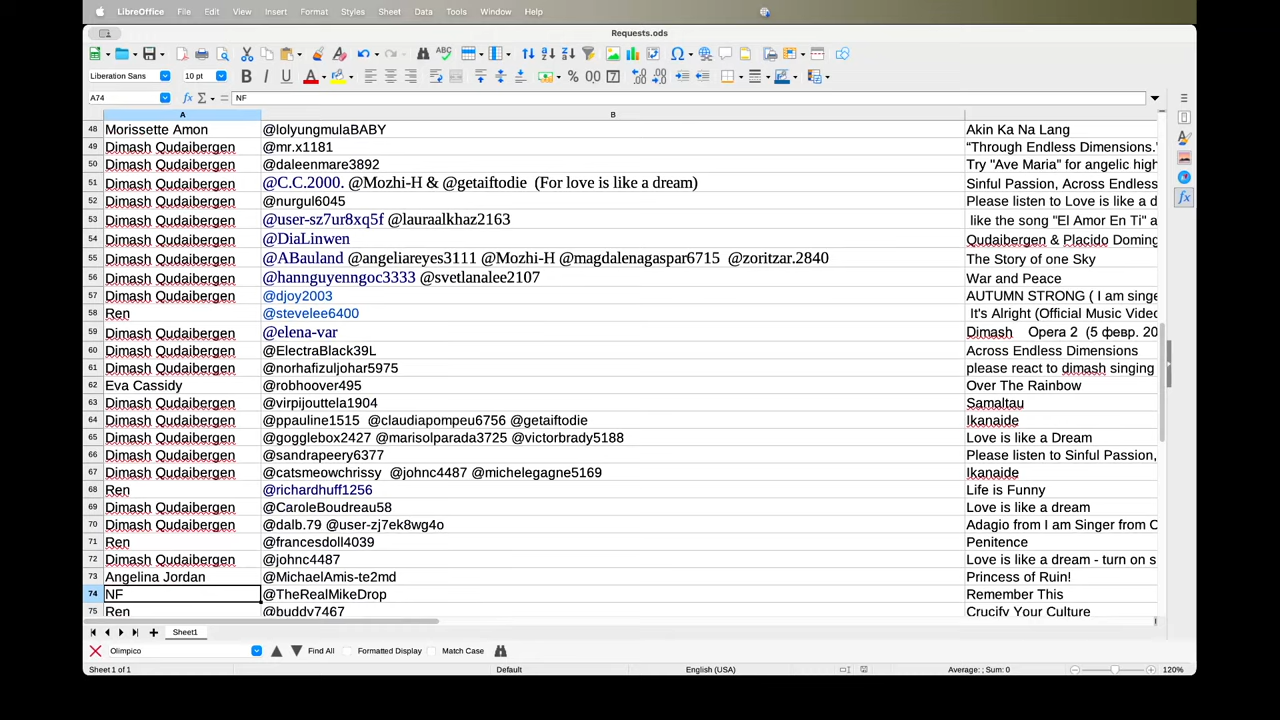 LibreOffice File Edit View Insert Format Styles Sheet Data Tools Window Help
Requests.ods
Liberation Sans 10 pt
A74 NF
A B
48 Morissette Amon @lolyungmulaBABY Akin Ka Na Lang
49 Dimash Qudaibergen @mr.x1181 “Through Endless Dimensions."
50 Dimash Qudaibergen @daleenmare3892 Try "Ave Maria" for angelic high
51 Dimash Qudaibergen @C.C.2000. @Mozhi-H & @getaiftodie (For love is like a dream) Sinful Passion, Across Endless
52 Dimash Qudaibergen @nurgul6045 Please listen to Love is like a d
53 Dimash Qudaibergen @user-sz7ur8xq5f @lauraalkhaz2163 like the song "El Amor En Ti" a
54 Dimash Qudaibergen @DiaLinwen Qudaibergen & Placido Doming
55 Dimash Qudaibergen @ABauland @angeliareyes3111 @Mozhi-H @magdalenagaspar6715 @zoritzar.2840 The Story of one Sky
56 Dimash Qudaibergen @hannguyenngoc3333 @svetlanalee2107 War and Peace
57 Dimash Qudaibergen @djoy2003 AUTUMN STRONG ( I am singe
58 Ren @stevelee6400 It's Alright (Official Music Video
59 Dimash Qudaibergen @elena-var Dimash Opera 2 (5 февр. 20
60 Dimash Qudaibergen @ElectraBlack39L Across Endless Dimensions
61 Dimash Qudaibergen @norhafizuljohar5975 please react to dimash singing
62 Eva Cassidy @robhoover495 Over The Rainbow
63 Dimash Qudaibergen @virpijouttela1904 Samaltau
64 Dimash Qudaibergen @ppauline1515 @claudiapompeu6756 @getaiftodie Ikanaide
65 Dimash Qudaibergen @gogglebox2427 @marisolparada3725 @victorbrady5188 Love is like a Dream
66 Dimash Qudaibergen @sandrapeery6377 Please listen to Sinful Passion,
67 Dimash Qudaibergen @catsmeowchrissy @johnc4487 @michelegagne5169 Ikanaide
68 Ren @richardhuff1256 Life is Funny
69 Dimash Qudaibergen @CaroleBoudreau58 Love is like a dream
70 Dimash Qudaibergen @dalb.79 @user-zj7ek8wg4o Adagio from I am Singer from C
71 Ren @francesdoll4039 Penitence
72 Dimash Qudaibergen @johnc4487 Love is like a dream - turn on s
73 Angelina Jordan @MichaelAmis-te2md Princess of Ruin!
74 NF @TheRealMikeDrop Remember This
75 Ren @buddy7467 Crucify Your Culture
Sheet1
Olimpico Find All Formatted Display Match Case
Sheet 1 of 1 Default English (USA) Average: ; Sum: 0 120%